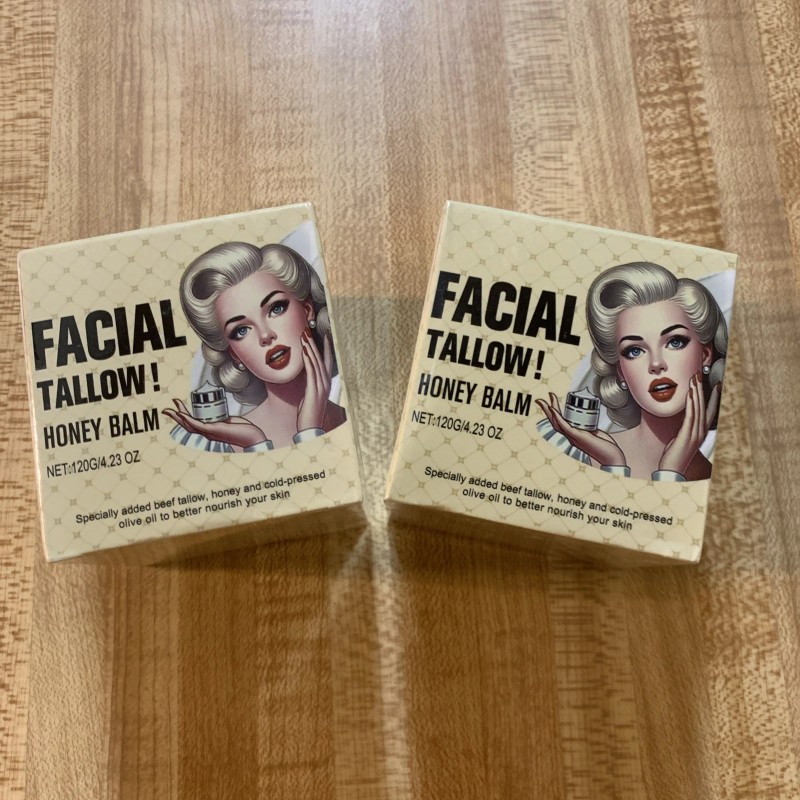 FACIAL
TALLOW!
HONEY BALM
NET:120G/4.23 OZ
Specially added beef tallow, honey and cold-pressed
olive oil to better nourish your skin
FACIAL
TALLOW!
HONEY BALM
NET:120G/4.23 OZ
Specially added beef tallow, honey and cold-pressed
olive oil to better nourish your skin